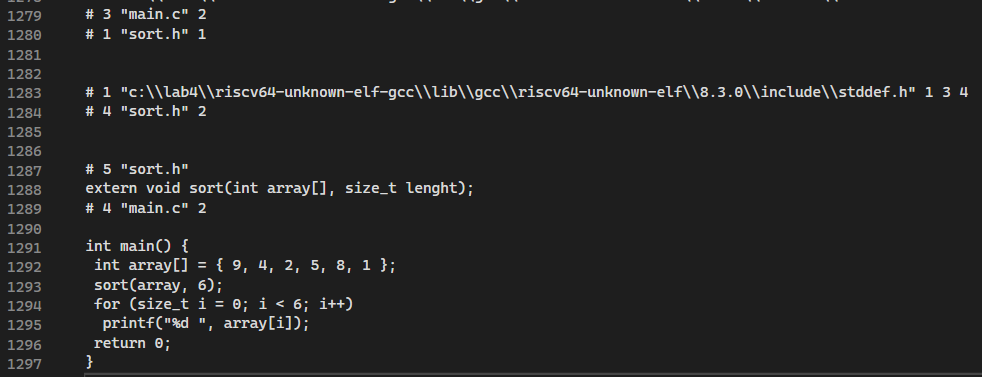 1279 # 3 "main.c" 2
1280 # 1 "sort.h" 1
1281
1282
1283 # 1 "c:\\lab4\\riscv64-unknown-elf-gcc\\lib\\gcc\\riscv64-unknown-elf\\8.3.0\\include\\stddef.h" 1 3 4
1284 # 4 "sort.h" 2
1285
1286
1287 # 5 "sort.h"
1288 extern void sort(int array[], size_t lenght);
1289 # 4 "main.c" 2
1290
1291 int main() {
1292  int array[] = { 9, 4, 2, 5, 8, 1 };
1293  sort(array, 6);
1294  for (size_t i = 0; i < 6; i++)
1295   printf("%d ", array[i]);
1296  return 0;
1297 }